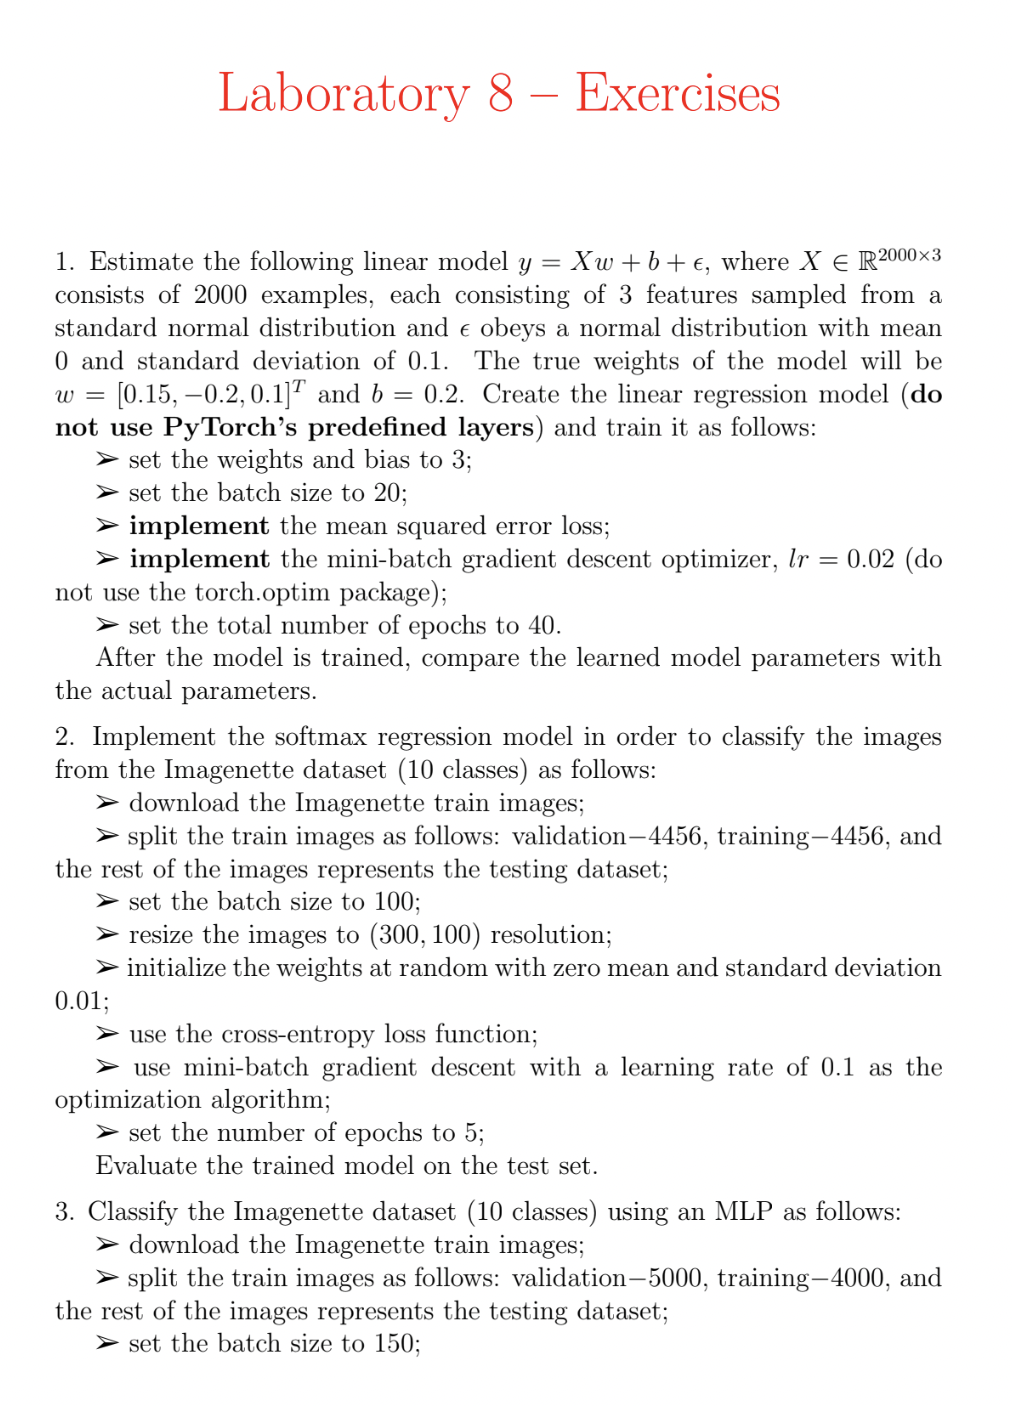 Laboratory 8 – Exercises
1. Estimate the following linear model y = Xw + b + ϵ, where X ∈ ℝ^{2000×3}
consists of 2000 examples, each consisting of 3 features sampled from a
standard normal distribution and ϵ obeys a normal distribution with mean
0 and standard deviation of 0.1. The true weights of the model will be
w = [0.15, −0.2, 0.1]^T and b = 0.2. Create the linear regression model (do
not use PyTorch's predefined layers) and train it as follows:
➢ set the weights and bias to 3;
➢ set the batch size to 20;
➢ implement the mean squared error loss;
➢ implement the mini-batch gradient descent optimizer, lr = 0.02 (do
not use the torch.optim package);
➢ set the total number of epochs to 40.
After the model is trained, compare the learned model parameters with
the actual parameters.
2. Implement the softmax regression model in order to classify the images
from the Imagenette dataset (10 classes) as follows:
➢ download the Imagenette train images;
➢ split the train images as follows: validation−4456, training−4456, and
the rest of the images represents the testing dataset;
➢ set the batch size to 100;
➢ resize the images to (300, 100) resolution;
➢ initialize the weights at random with zero mean and standard deviation
0.01;
➢ use the cross-entropy loss function;
➢ use mini-batch gradient descent with a learning rate of 0.1 as the
optimization algorithm;
➢ set the number of epochs to 5;
Evaluate the trained model on the test set.
3. Classify the Imagenette dataset (10 classes) using an MLP as follows:
➢ download the Imagenette train images;
➢ split the train images as follows: validation−5000, training−4000, and
the rest of the images represents the testing dataset;
➢ set the batch size to 150;